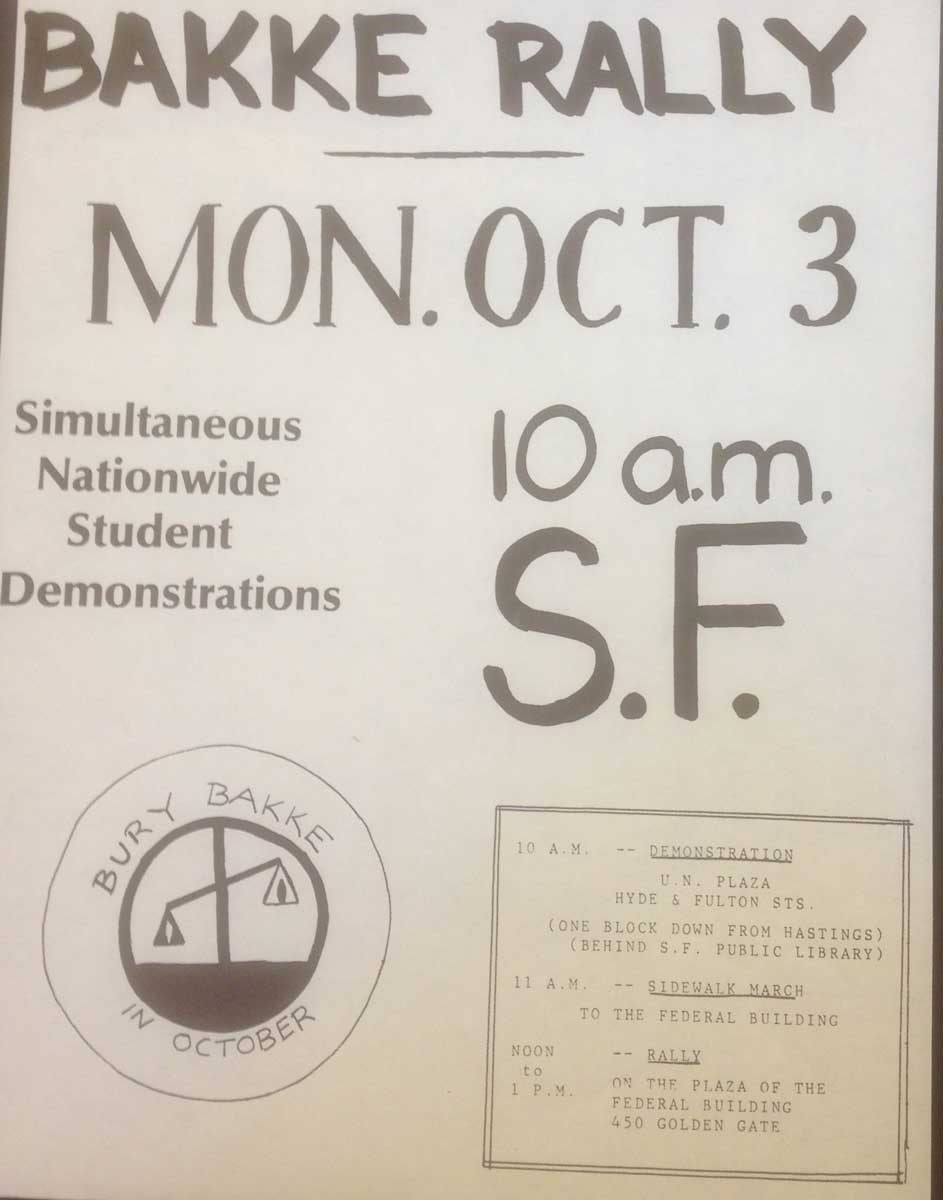 BAKKE RALLY
MON. OCT. 3
Simultaneous
Nationwide
Student
Demonstrations
10 a.m.
S.F.
BURY BAKKE
IN OCTOBER
10 A.M. -- DEMONSTRATION
U.N. PLAZA
HYDE & FULTON STS.
(ONE BLOCK DOWN FROM HASTINGS)
(BEHIND S.F. PUBLIC LIBRARY)
11 A.M. -- SIDEWALK MARCH
TO THE FEDERAL BUILDING
NOON -- RALLY
to
1 P.M. ON THE PLAZA OF THE
FEDERAL BUILDING
450 GOLDEN GATE